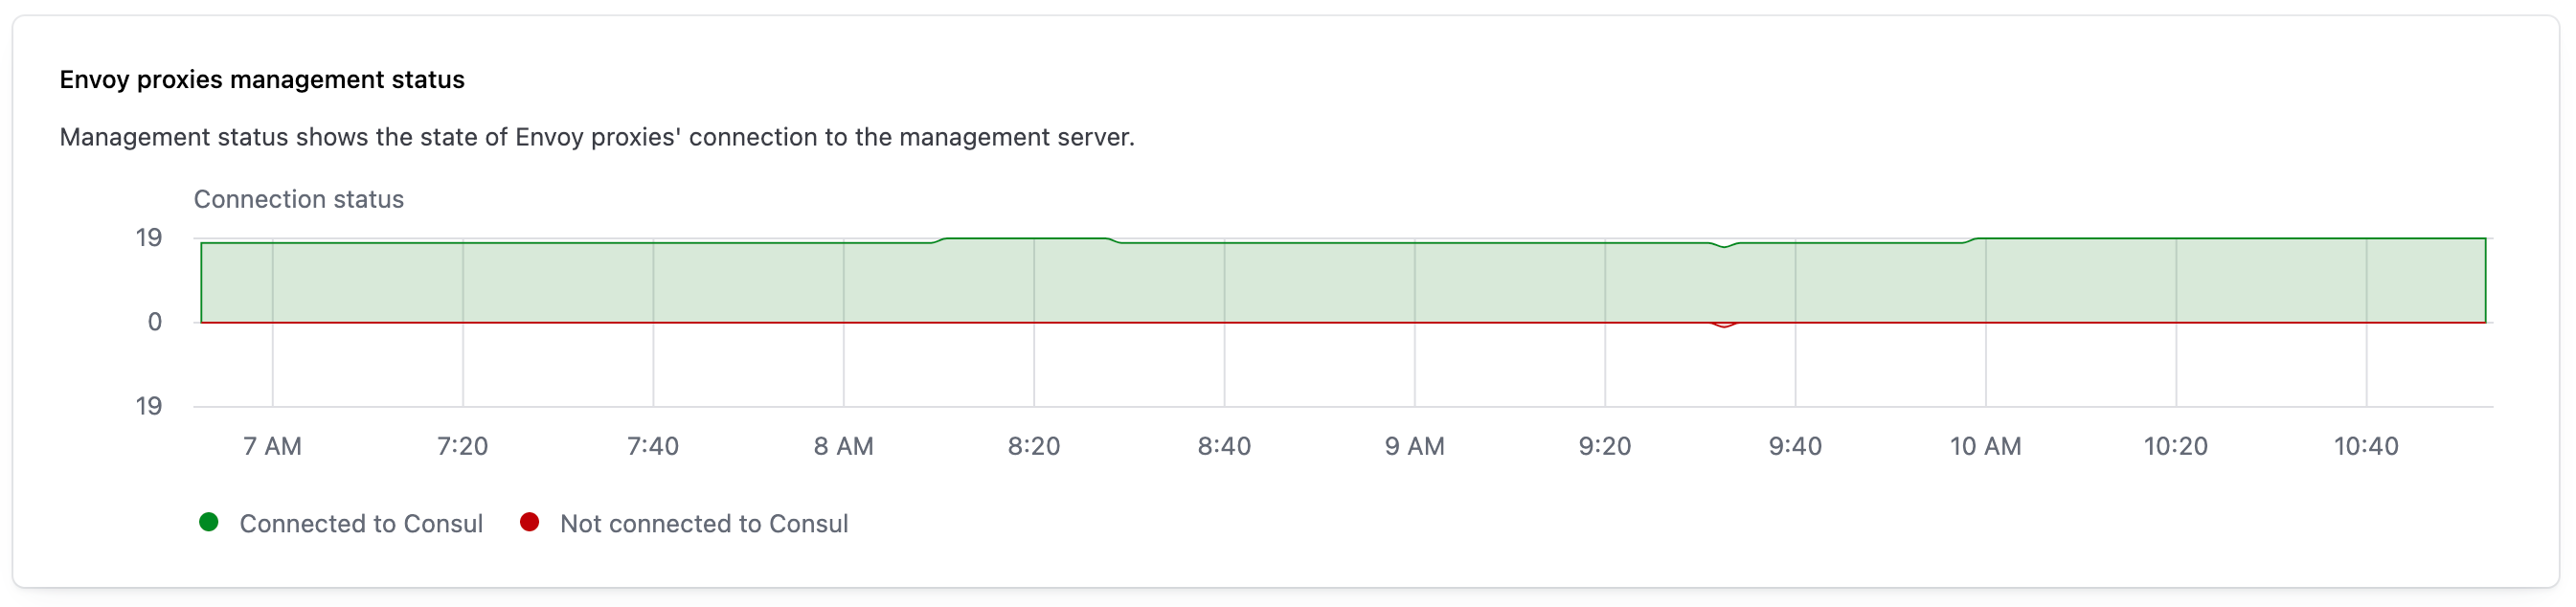 Envoy proxies management status
Management status shows the state of Envoy proxies' connection to the management server.
Connection status
19
0
19
7 AM 7:20 7:40 8 AM 8:20 8:40 9 AM 9:20 9:40 10 AM 10:20 10:40
Connected to Consul Not connected to Consul